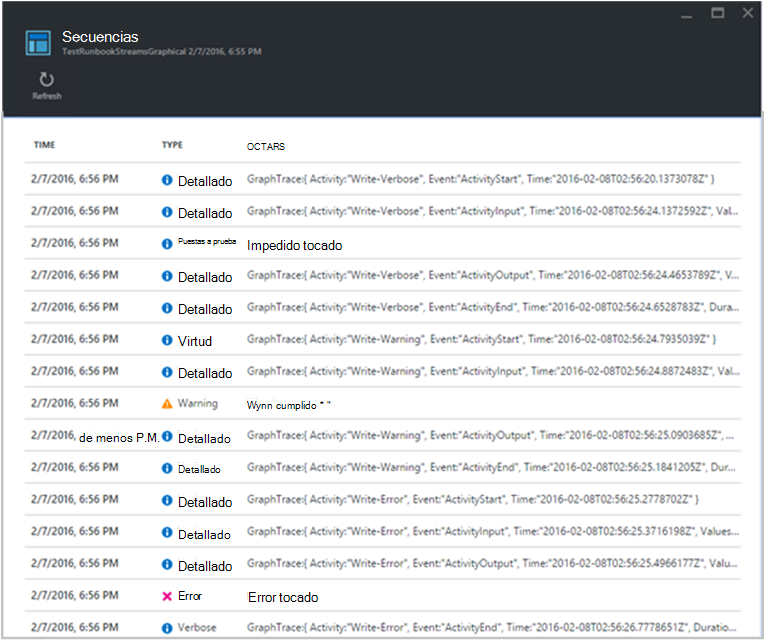 Secuencias
TestRunbookStreamsGraphical 2/7/2016, 6:55 PM
Refresh
TIME TYPE OCTARS
2/7/2016, 6:56 PM Detallado GraphTrace:{ Activity:"Write-Verbose", Event:"ActivityStart", Time:"2016-02-08T02:56:20.1373078Z" }
2/7/2016, 6:56 PM Detallado GraphTrace:{ Activity:"Write-Verbose", Event:"ActivityInput", Time:"2016-02-08T02:56:24.1372592Z", Val...
2/7/2016, 6:56 PM Puestas a prueba Impedido tocado
2/7/2016, 6:56 PM Detallado GraphTrace:{ Activity:"Write-Verbose", Event:"ActivityOutput", Time:"2016-02-08T02:56:24.4653789Z", V...
2/7/2016, 6:56 PM Detallado GraphTrace:{ Activity:"Write-Verbose", Event:"ActivityEnd", Time:"2016-02-08T02:56:24.6528783Z", Dura...
2/7/2016, 6:56 PM Virtud GraphTrace:{ Activity:"Write-Warning", Event:"ActivityStart", Time:"2016-02-08T02:56:24.7935039Z" }
2/7/2016, 6:56 PM Detallado GraphTrace:{ Activity:"Write-Warning", Event:"ActivityInput", Time:"2016-02-08T02:56:24.8872483Z", Val...
2/7/2016, 6:56 PM Warning Wynn cumplido * "
2/7/2016, de menos P.M. Detallado GraphTrace:{ Activity:"Write-Warning", Event:"ActivityOutput", Time:"2016-02-08T02:56:25.0903685Z", ...
2/7/2016, 6:56 PM Detallado GraphTrace:{ Activity:"Write-Warning", Event:"ActivityEnd", Time:"2016-02-08T02:56:25.1841205Z", Dur...
2/7/2016, 6:56 PM Detallado GraphTrace:{ Activity:"Write-Error", Event:"ActivityStart", Time:"2016-02-08T02:56:25.2778702Z" }
2/7/2016, 6:56 PM Detallado GraphTrace:{ Activity:"Write-Error", Event:"ActivityInput", Time:"2016-02-08T02:56:25.3716198Z", Values...
2/7/2016, 6:56 PM Detallado GraphTrace:{ Activity:"Write-Error", Event:"ActivityOutput", Time:"2016-02-08T02:56:25.4966177Z", Valu...
2/7/2016, 6:56 PM Error Error tocado
2/7/2016, 6:56 PM Verbose GraphTrace:{ Activity:"Write-Error", Event:"ActivityEnd", Time:"2016-02-08T02:56:26.7778651Z", Duratio...